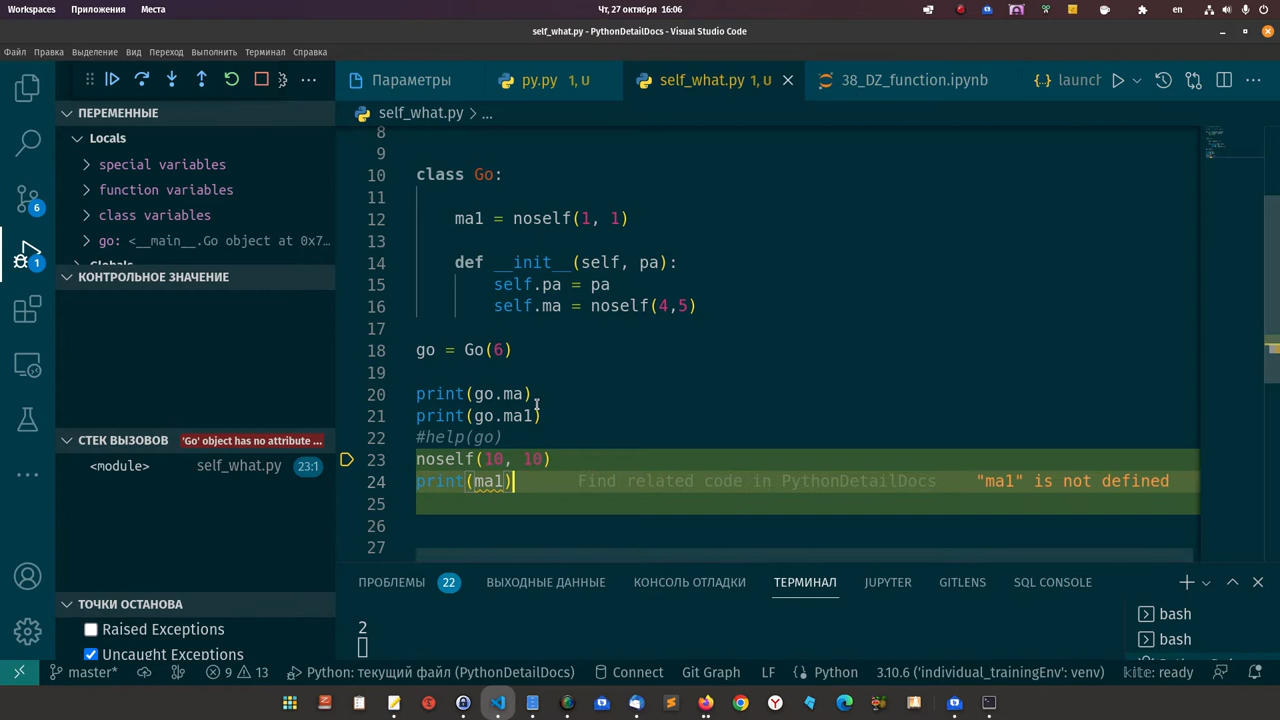 Workspaces Приложения Места Чт, 27 октября 16:06 en
self_what.py - PythonDetailDocs - Visual Studio Code
Файл Правка Выделение Вид Переход Выполнить Терминал Справка
Параметры py.py 1, U self_what.py 1, U 38_DZ_function.ipynb {..} launch
ПЕРЕМЕННЫЕ
Locals
special variables
function variables
class variables
go: <__main__.Go object at 0x7…
КОНТРОЛЬНОЕ ЗНАЧЕНИЕ
СТЕК ВЫЗОВОВ 'Go' object has no attribute ...
<module> self_what.py 23:1
ТОЧКИ ОСТАНОВА
Raised Exceptions
Uncaught Exceptions
6
1
self_what.py > ...
8
9
10 class Go:
11
12 ma1 = noself(1, 1)
13
14 def __init__(self, pa):
15 self.pa = pa
16 self.ma = noself(4,5)
17
18 go = Go(6)
19
20 print(go.ma)
21 print(go.ma1)
22 #help(go)
23 noself(10, 10)
24 print(ma1) Find related code in PythonDetailDocs "ma1" is not defined
25
26
27
ПРОБЛЕМЫ 22 ВЫХОДНЫЕ ДАННЫЕ КОНСОЛЬ ОТЛАДКИ ТЕРМИНАЛ JUPYTER GITLENS SQL CONSOLE
2
bash
bash
master* 9 13 Python: текущий файл (PythonDetailDocs) Connect Git Graph LF Python 3.10.6 ('individual_trainingEnv': venv) kite: ready